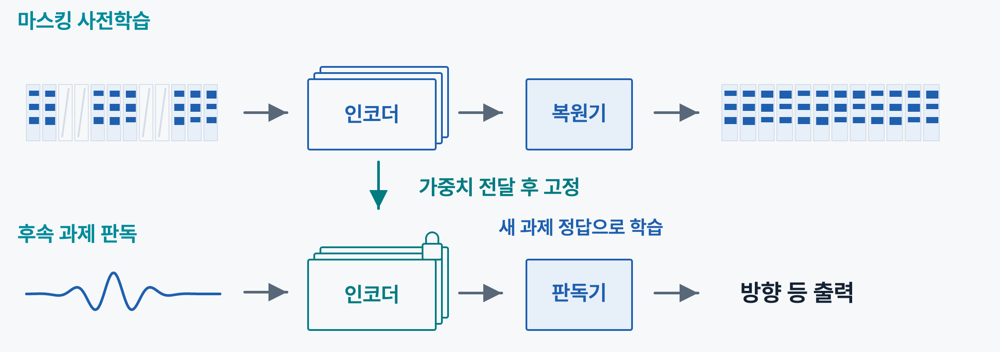 마스킹 사전학습
인코더
복원기
가중치 전달 후 고정
후속 과제 판독
새 과제 정답으로 학습
인코더
판독기
방향 등 출력